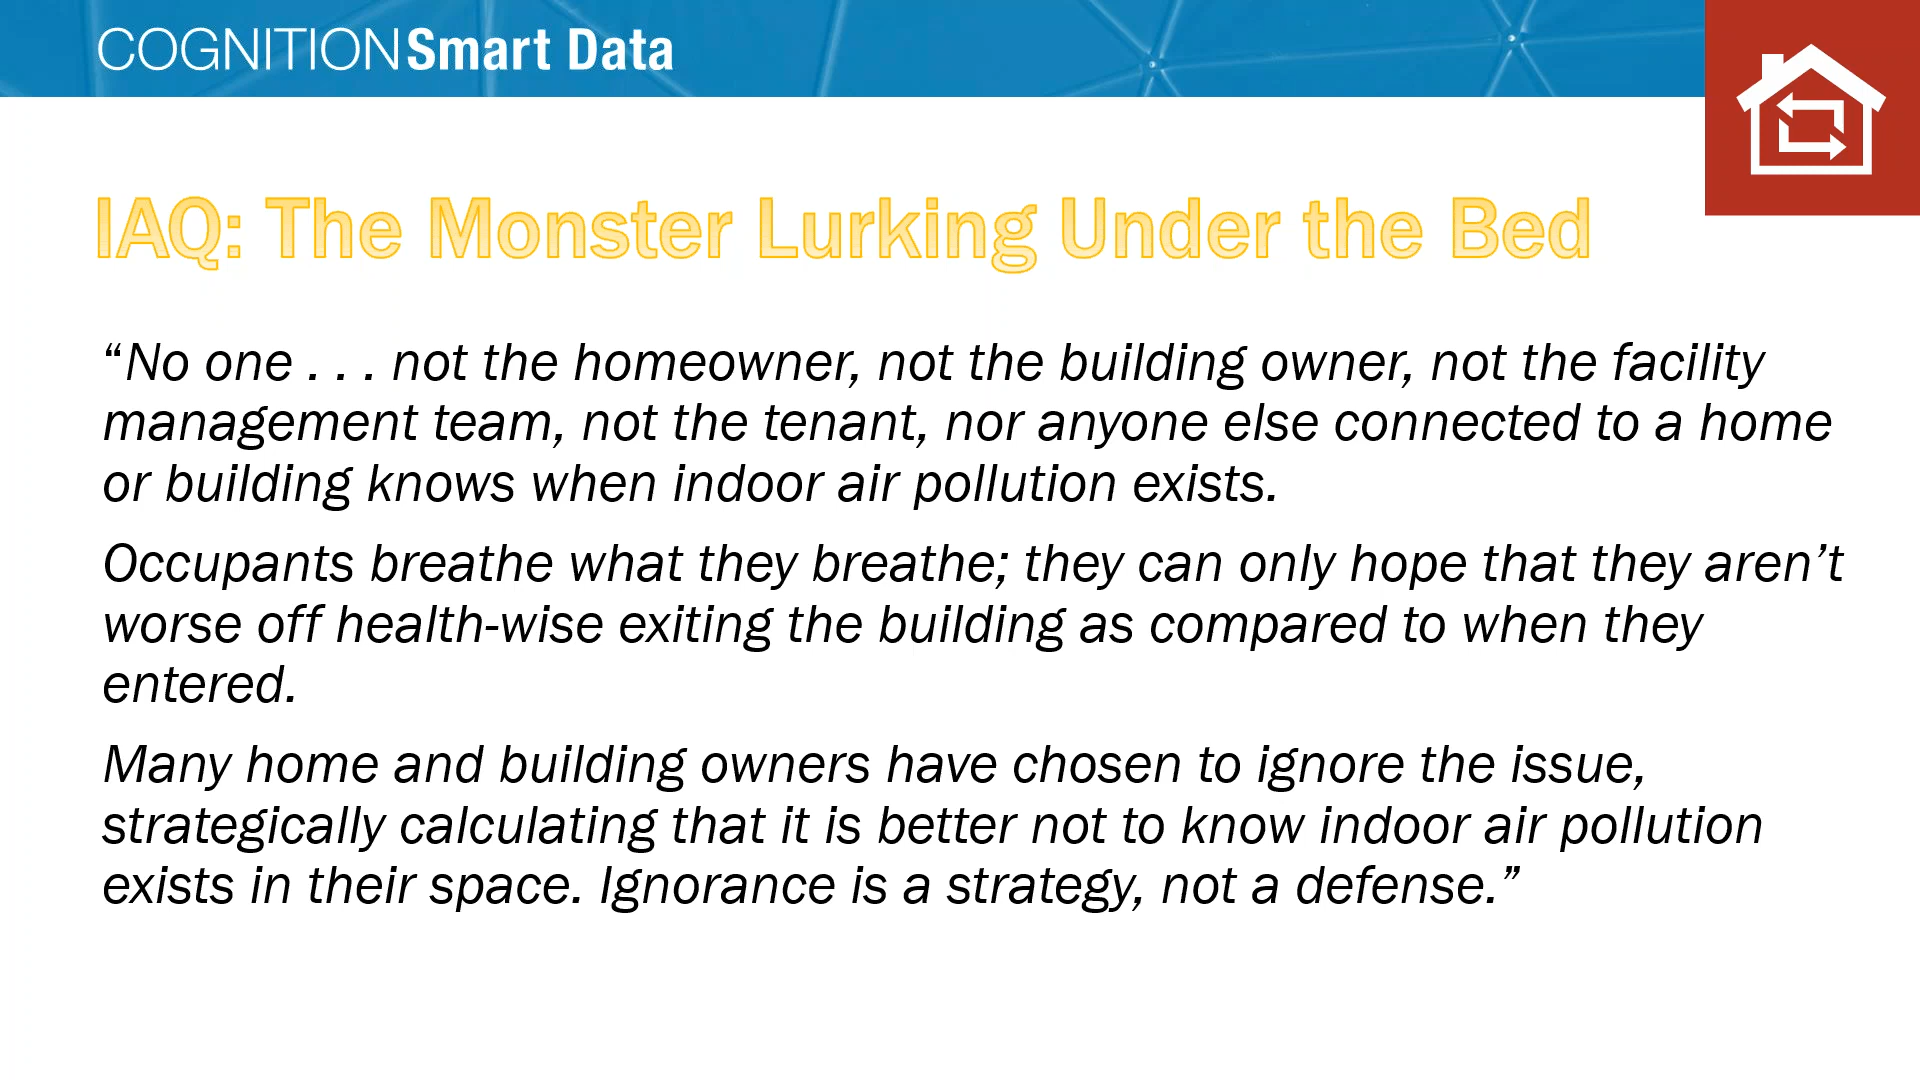 COGNITION Smart Data
IAQ: The Monster Lurking Under the Bed
“No one . . . not the homeowner, not the building owner, not the facility
management team, not the tenant, nor anyone else connected to a home
or building knows when indoor air pollution exists.
Occupants breathe what they breathe; they can only hope that they aren’t
worse off health-wise exiting the building as compared to when they
entered.
Many home and building owners have chosen to ignore the issue,
strategically calculating that it is better not to know indoor air pollution
exists in their space. Ignorance is a strategy, not a defense.”